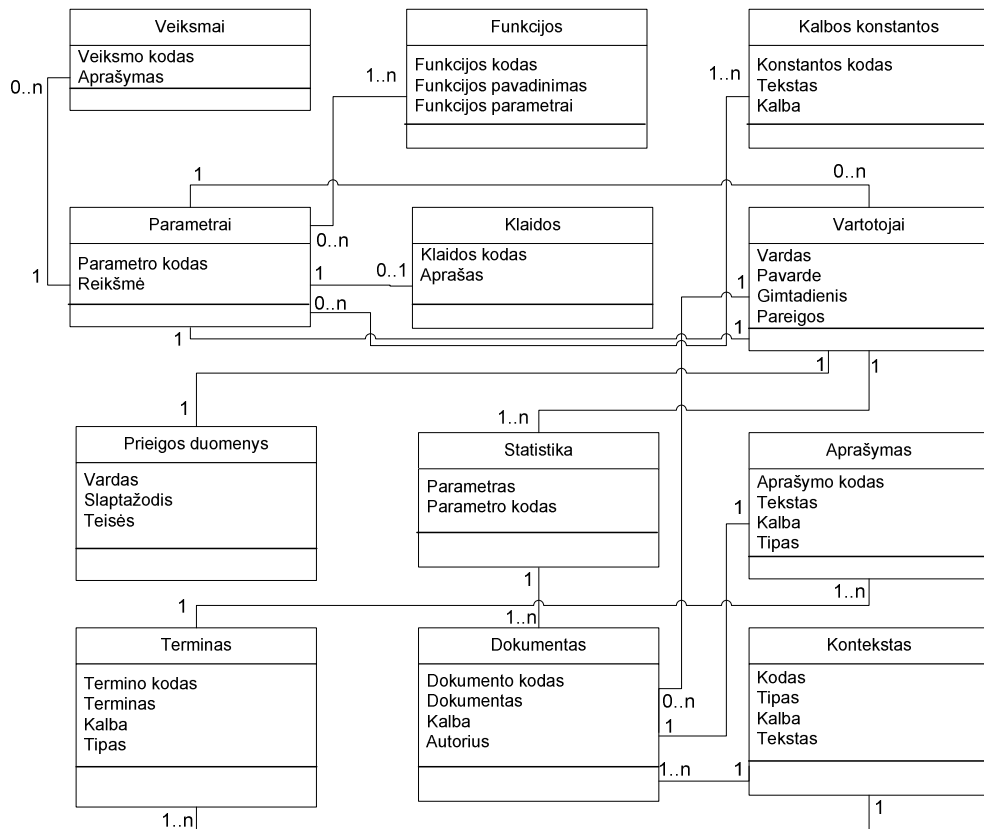 Veiksmai
Veiksmo kodas
Aprašymas
0..n
Funkcijos
Funkcijos kodas
Funkcijos pavadinimas
Funkcijos parametrai
1..n
Kalbos konstantos
Konstantos kodas
Tekstas
Kalba
1..n
1
0..n
Parametrai
Parametro kodas
Reikšmė
1
0..n
1
0..n
1
Klaidos
Klaidos kodas
Aprašas
0..1
Vartotojai
Vardas
Pavarde
Gimtadienis
Pareigos
1
1
1
1
1
Prieigos duomenys
Vardas
Slaptažodis
Teisės
1..n
Statistika
Parametras
Parametro kodas
1
Aprašymas
Aprašymo kodas
Tekstas
Kalba
Tipas
1
1..n
1
Terminas
Termino kodas
Terminas
Kalba
Tipas
1..n
1..n
Dokumentas
Dokumento kodas
Dokumentas
Kalba
Autorius
0..n
1
1..n
Kontekstas
Kodas
Tipas
Kalba
Tekstas
1
1